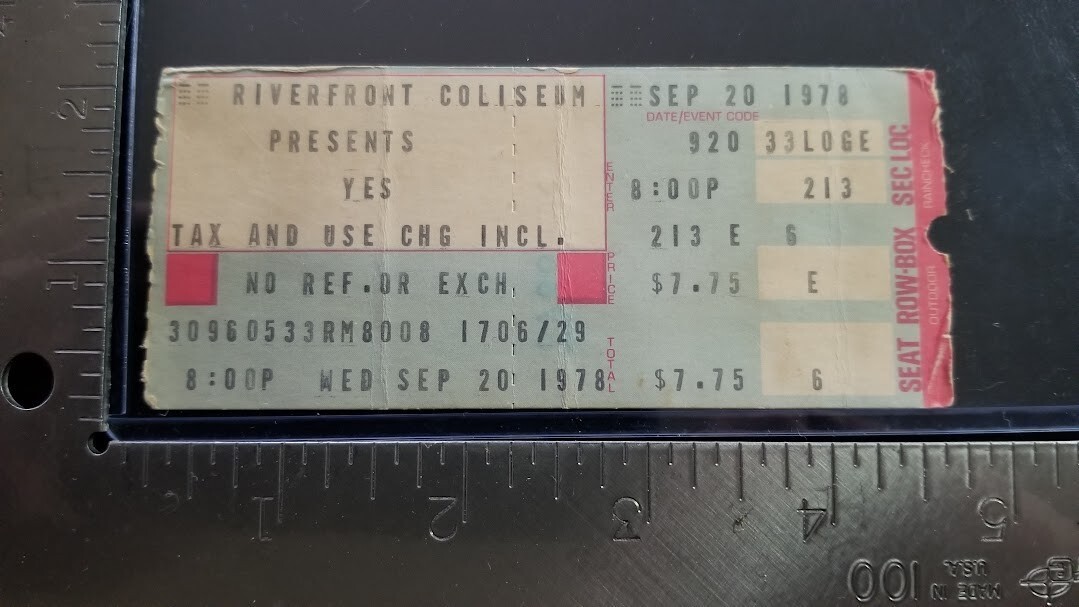 RIVERFRONT COLISEUM
PRESENTS
YES
TAX AND USE CHG INCL.
NO REF.OR EXCH
30960533RM8008 1706/29
8:00P WED SEP 20 1978
SEP 20 1978
DATE/EVENT CODE
920 33LOGE
ENTER
8:00P 213
213 E 6
PRICE
$7.75 E
TOTAL
$7.75 6
SEAT ROW-BOX SEC LOC
OUTDOOR RAINCHECK
2
1
1 2 3 4 5
100 MADE IN U.S.A.